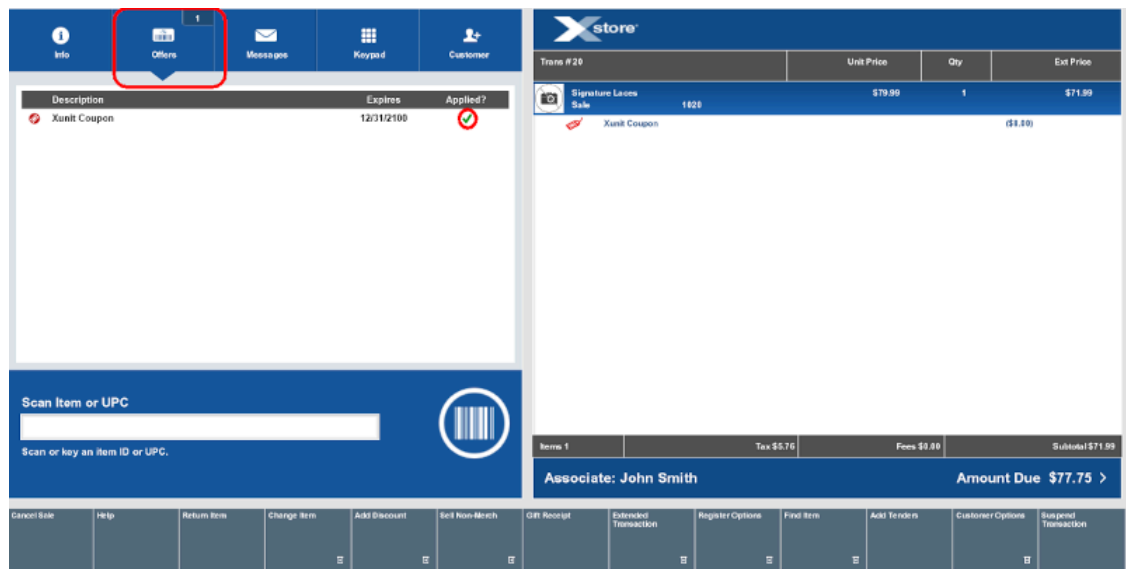 1
Info
Offers
Messages
Keypad
Customer
Description Expires Applied?
Xunit Coupon 12/31/2100
Scan Item or UPC
Scan or key an item ID or UPC.
Xstore
Trans #20 Unit Price Qty Ext Price
Signature Laces $79.99 1 $71.99
Sale 1020
Xunit Coupon ($8.00)
Items 1 Tax $5.76 Fees $0.00 Subtotal $71.99
Associate: John Smith Amount Due $77.75 >
Cancel Sale
Help
Return Item
Change Item
Add Discount
Sell Non-Merch
Gift Receipt
Extended
Transaction
Register Options
Find Item
Add Tenders
Customer Options
Suspend
Transaction